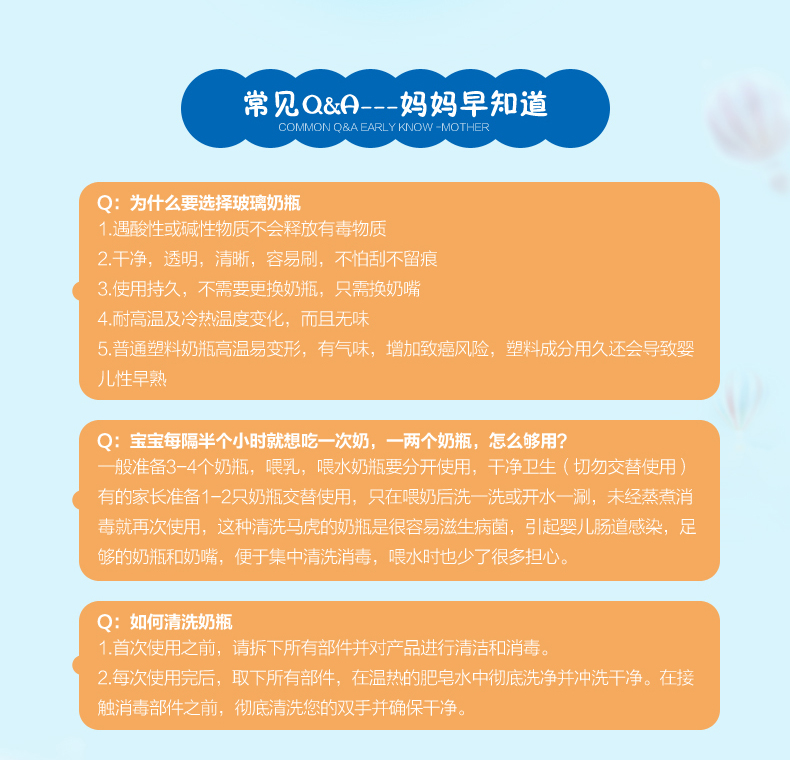 常见Q&A---妈妈早知道
COMMON Q&A EARLY KNOW -MOTHER
Q：为什么要选择玻璃奶瓶
1.遇酸性或碱性物质不会释放有毒物质
2.干净，透明，清晰，容易刷，不怕刮不留痕
3.使用持久，不需要更换奶瓶，只需换奶嘴
4.耐高温及冷热温度变化，而且无味
5.普通塑料奶瓶高温易变形，有气味，增加致癌风险，塑料成分用久还会导致婴
儿性早熟
Q：宝宝每隔半个小时就想吃一次奶，一两个奶瓶，怎么够用？
一般准备3-4个奶瓶，喂乳，喂水奶瓶要分开使用，干净卫生（切勿交替使用）
有的家长准备1-2只奶瓶交替使用，只在喂奶后洗一洗或开水一涮，未经蒸煮消
毒就再次使用，这种清洗马虎的奶瓶是很容易滋生病菌，引起婴儿肠道感染，足
够的奶瓶和奶嘴，便于集中清洗消毒，喂水时也少了很多担心。
Q：如何清洗奶瓶
1.首次使用之前，请拆下所有部件并对产品进行清洁和消毒。
2.每次使用完后，取下所有部件，在温热的肥皂水中彻底洗净并冲洗干净。在接
触消毒部件之前，彻底清洗您的双手并确保干净。